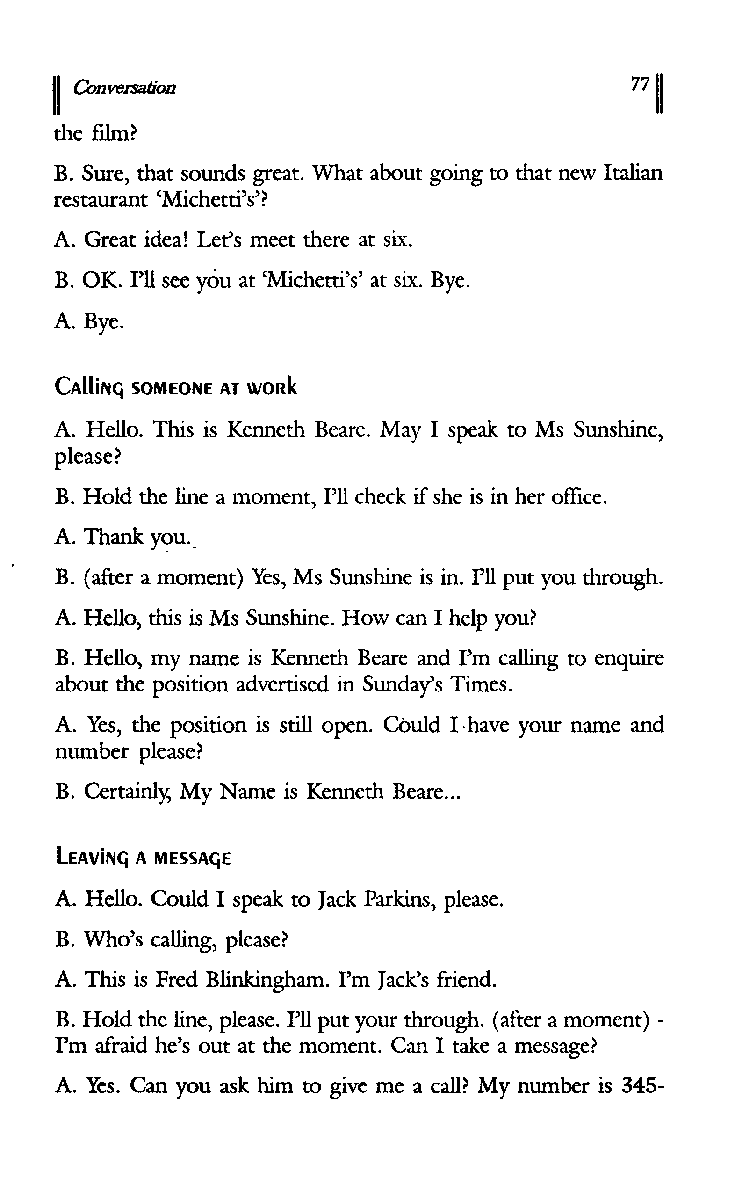 Conversation 77
the film?
B. Sure, that sounds great. What about going to that new Italian
restaurant ‘Michetti’s’?
A. Great idea! Let’s meet there at six.
B. OK. I’ll see you at ‘Michetti’s’ at six. Bye.
A. Bye.
CAlliNG SOMEONE AT WORk
A. Hello. This is Kenneth Beare. May I speak to Ms Sunshine,
please?
B. Hold the line a moment, I’ll check if she is in her office.
A. Thank you.
B. (after a moment) Yes, Ms Sunshine is in. I’ll put you through.
A. Hello, this is Ms Sunshine. How can I help you?
B. Hello, my name is Kenneth Beare and I’m calling to enquire
about the position advertised in Sunday’s Times.
A. Yes, the position is still open. Could I have your name and
number please?
B. Certainly, My Name is Kenneth Beare...
LEAViNG A MESSAGE
A. Hello. Could I speak to Jack Parkins, please.
B. Who’s calling, please?
A. This is Fred Blinkingham. I’m Jack’s friend.
B. Hold the line, please. I’ll put your through. (after a moment) -
I’m afraid he’s out at the moment. Can I take a message?
A. Yes. Can you ask him to give me a call? My number is 345-